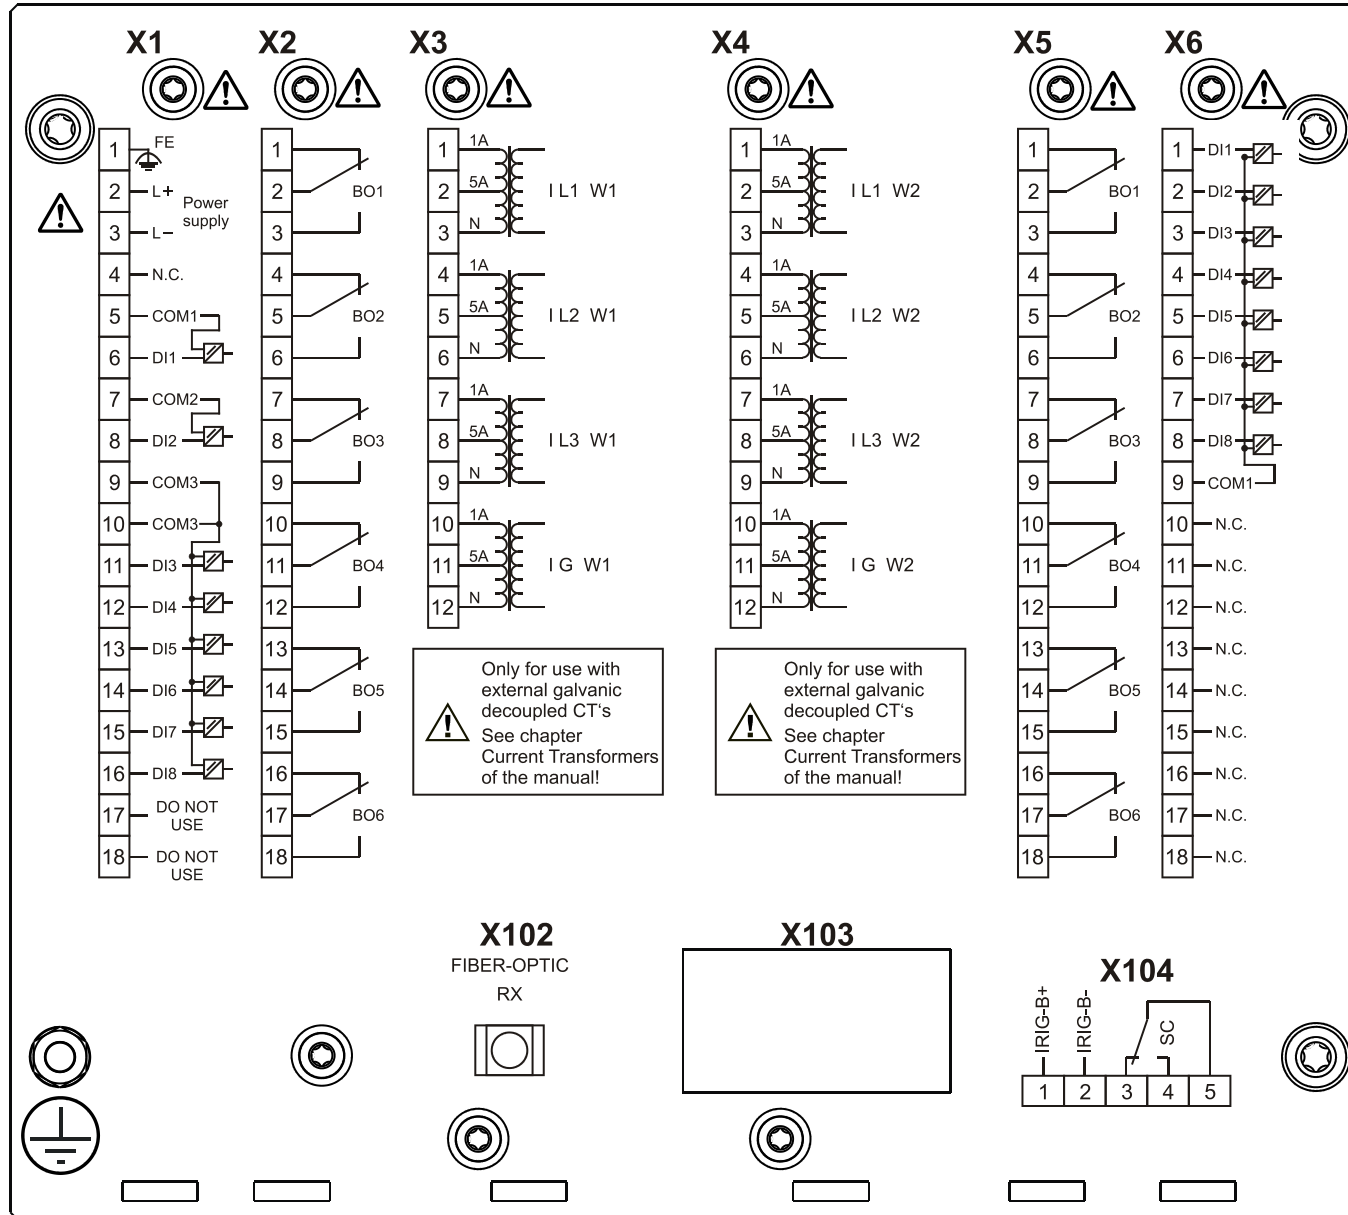 X1
X2
X3
X4
X5
X6
1 FE
2 L+
Power
supply
3 L-
4 N.C.
5 COM1
6 DI1
7 COM2
8 DI2
9 COM3
10 COM3
11 DI3
12 DI4
13 DI5
14 DI6
15 DI7
16 DI8
17 DO NOT
USE
18 DO NOT
USE
1
2 BO1
3
4
5 BO2
6
7
8 BO3
9
10
11 BO4
12
13
14 BO5
15
16
17 BO6
18
1 1A
2 5A I L1 W1
3 N
4 1A
5 5A I L2 W1
6 N
7 1A
8 5A I L3 W1
9 N
10 1A
11 5A I G W1
12 N
Only for use with
external galvanic
decoupled CT's
See chapter
Current Transformers
of the manual!
1 1A
2 5A I L1 W2
3 N
4 1A
5 5A I L2 W2
6 N
7 1A
8 5A I L3 W2
9 N
10 1A
11 5A I G W2
12 N
Only for use with
external galvanic
decoupled CT's
See chapter
Current Transformers
of the manual!
1
2 BO1
3
4
5 BO2
6
7
8 BO3
9
10
11 BO4
12
13
14 BO5
15
16
17 BO6
18
1 DI1
2 DI2
3 DI3
4 DI4
5 DI5
6 DI6
7 DI7
8 DI8
9 COM1
10 N.C.
11 N.C.
12 N.C.
13 N.C.
14 N.C.
15 N.C.
16 N.C.
17 N.C.
18 N.C.
X102
FIBER-OPTIC
RX
X103
X104
IRIG-B+
IRIG-B-
SC
1 2 3 4 5